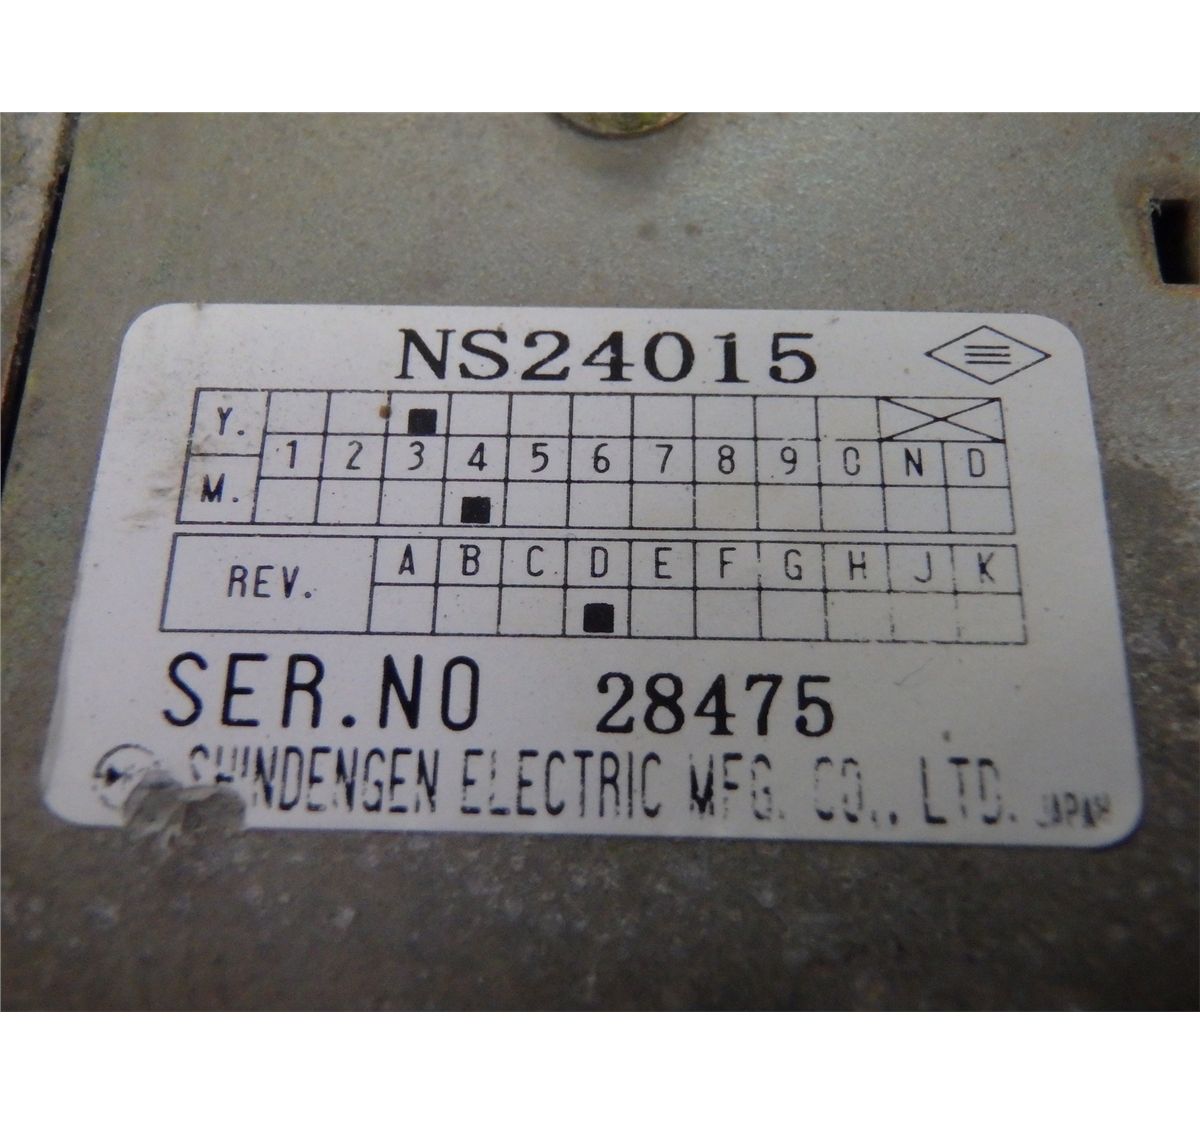 NS24015
Y.
1 2 3 4 5 6 7 8 9 O N D
M.
REV. A B C D E F G H J K
SER.NO 28475
SHINDENGEN ELECTRIC MFG. CO., LTD. JAPAN